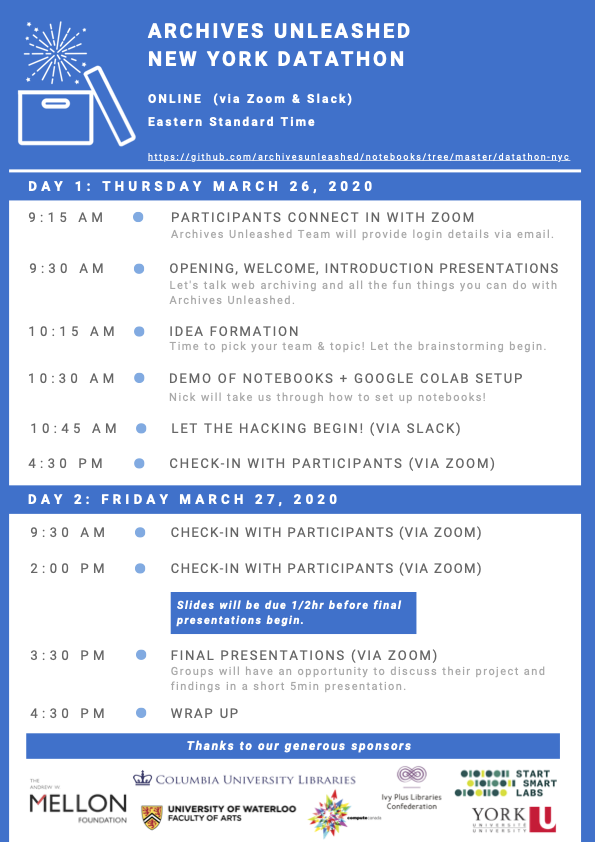 ARCHIVES UNLEASHED
NEW YORK DATATHON
ONLINE (via Zoom & Slack)
Eastern Standard Time
https://github.com/archivesunleashed/notebooks/tree/master/datathon-nyc
DAY 1: THURSDAY MARCH 26, 2020
9:15 AM PARTICIPANTS CONNECT IN WITH ZOOM
Archives Unleashed Team will provide login details via email.
9:30 AM OPENING, WELCOME, INTRODUCTION PRESENTATIONS
Let's talk web archiving and all the fun things you can do with
Archives Unleashed.
10:15 AM IDEA FORMATION
Time to pick your team & topic! Let the brainstorming begin.
10:30 AM DEMO OF NOTEBOOKS + GOOGLE COLAB SETUP
Nick will take us through how to set up notebooks!
10:45 AM LET THE HACKING BEGIN! (VIA SLACK)
4:30 PM CHECK-IN WITH PARTICIPANTS (VIA ZOOM)
DAY 2: FRIDAY MARCH 27, 2020
9:30 AM CHECK-IN WITH PARTICIPANTS (VIA ZOOM)
2:00 PM CHECK-IN WITH PARTICIPANTS (VIA ZOOM)
Slides will be due 1/2hr before final
presentations begin.
3:30 PM FINAL PRESENTATIONS (VIA ZOOM)
Groups will have an opportunity to discuss their project and
findings in a short 5min presentation.
4:30 PM WRAP UP
Thanks to our generous sponsors
THE
ANDREW W.
MELLON
FOUNDATION
COLUMBIA UNIVERSITY LIBRARIES
UNIVERSITY OF WATERLOO
FACULTY OF ARTS
compute canada
Ivy Plus Libraries
Confederation
START
SMART
LABS
YORK
UNIVERSITÉ
UNIVERSITY
U